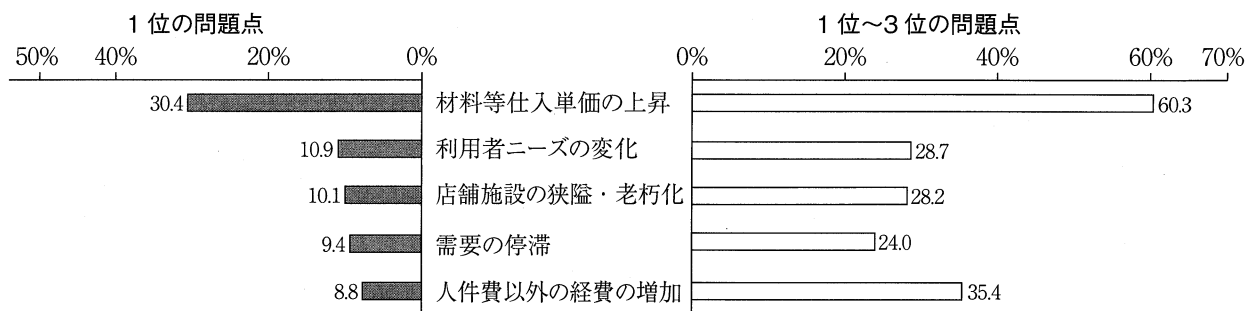 1位の問題点 1位～3位の問題点
50% 40% 20% 0% 0% 20% 40% 60% 70%
30.4 材料等仕入単価の上昇 60.3
10.9 利用者ニーズの変化 28.7
10.1 店舗施設の狭隘・老朽化 28.2
9.4 需要の停滞 24.0
8.8 人件費以外の経費の増加 35.4